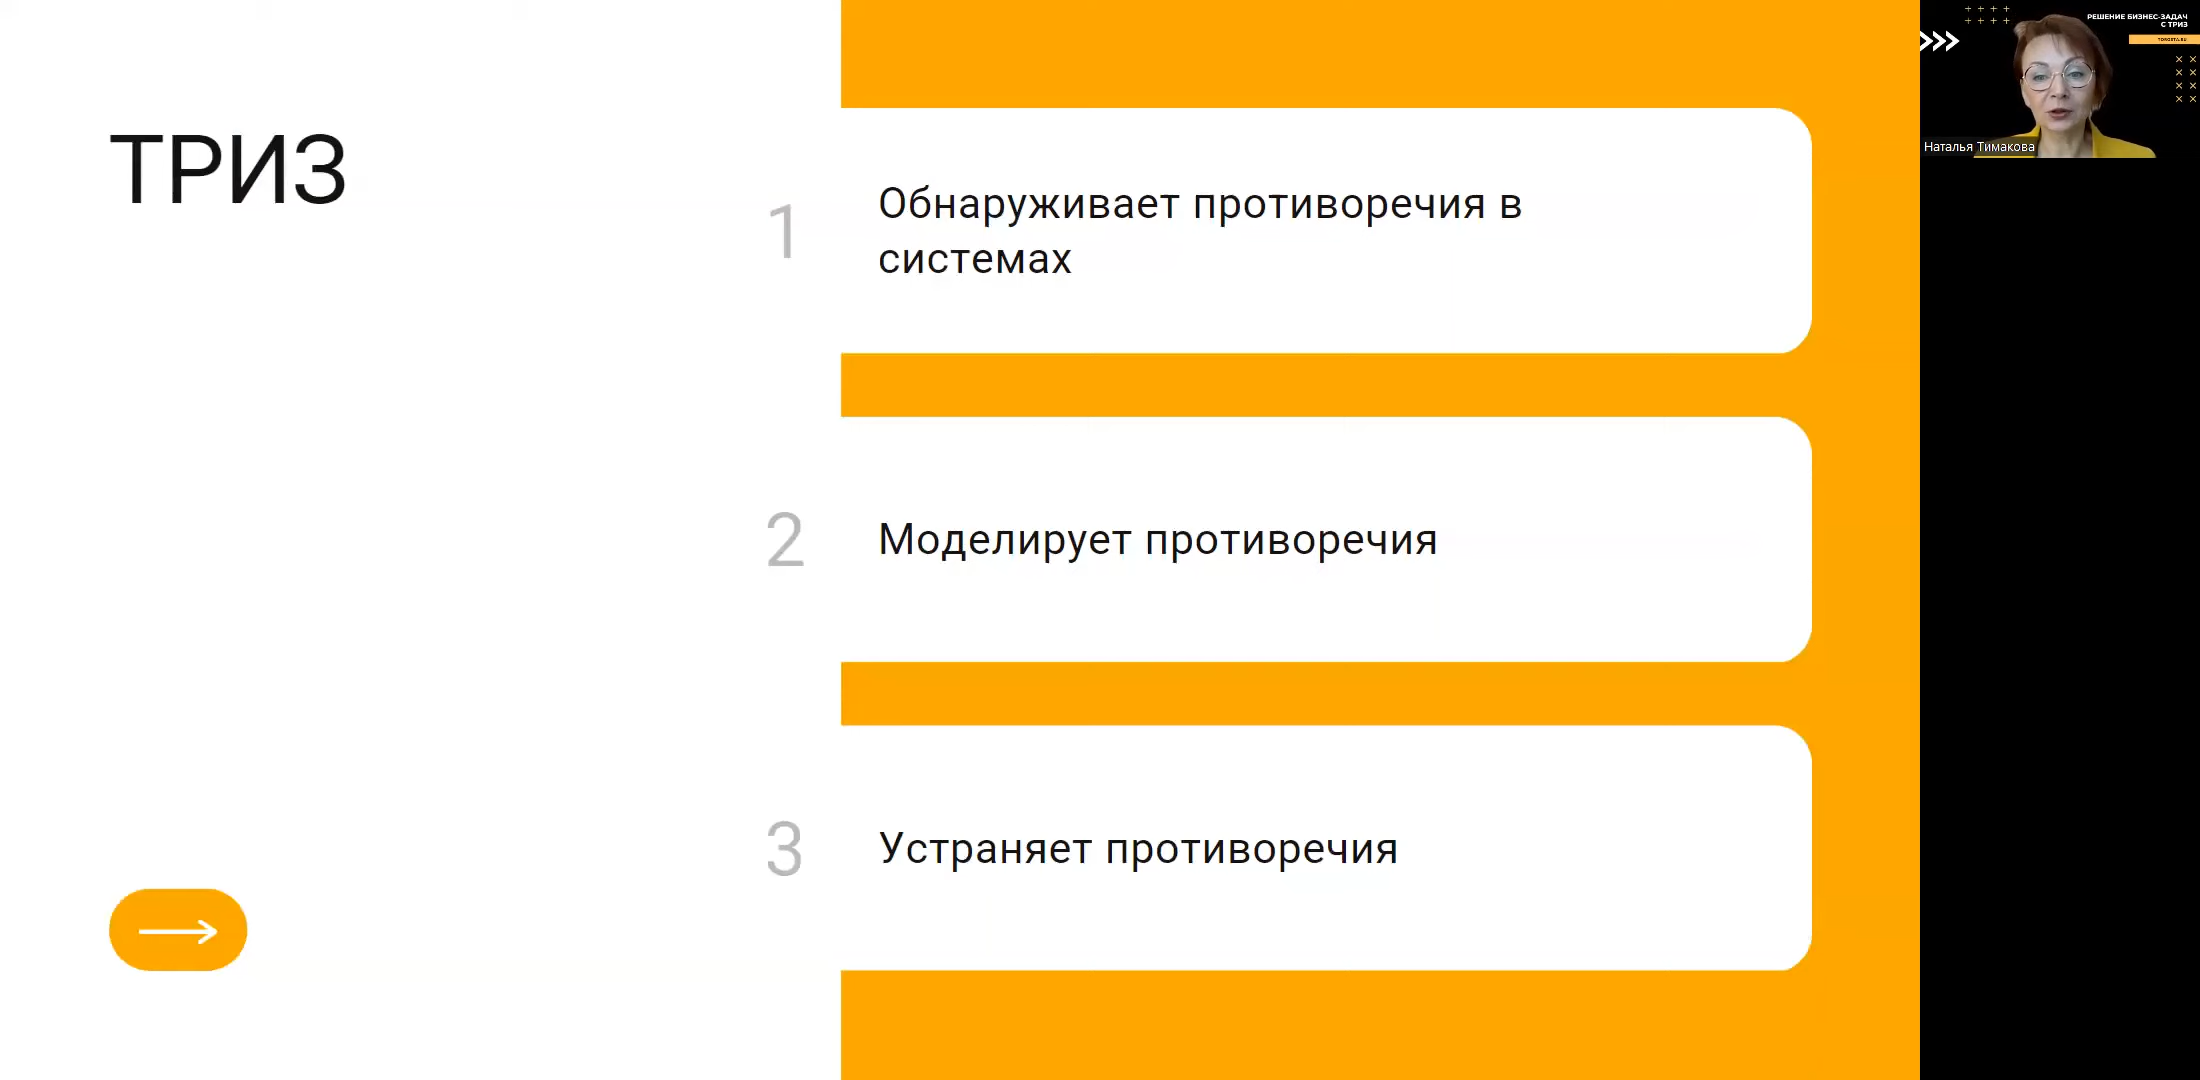 ТРИЗ
1
Обнаруживает противоречия в
системах
2
Моделирует противоречия
3
Устраняет противоречия
РЕШЕНИЕ БИЗНЕС-ЗАДАЧ
С ТРИЗ
Наталья Тимакова